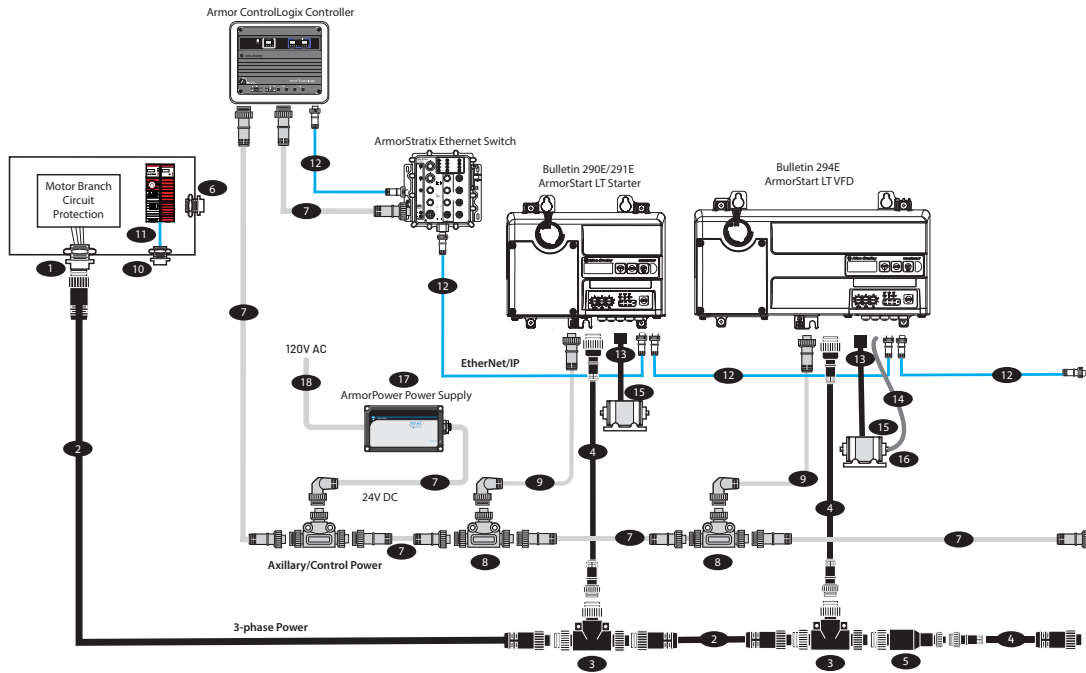 Armor ControlLogix Controller
ArmorStratix Ethernet Switch
12
Bulletin 290E/291E
ArmorStart LT Starter
Bulletin 294E
ArmorStart LT VFD
Motor Branch
Circuit
Protection
6
7
11
1
10
12
7
13
13
120V AC
EtherNet/IP
12
12
18
17
ArmorPower Power Supply
15
14
15
16
2
4
7
9
9
24V DC
4
7
7
7
Axillary/Control Power
8
8
3-phase Power
2
4
3
3
5